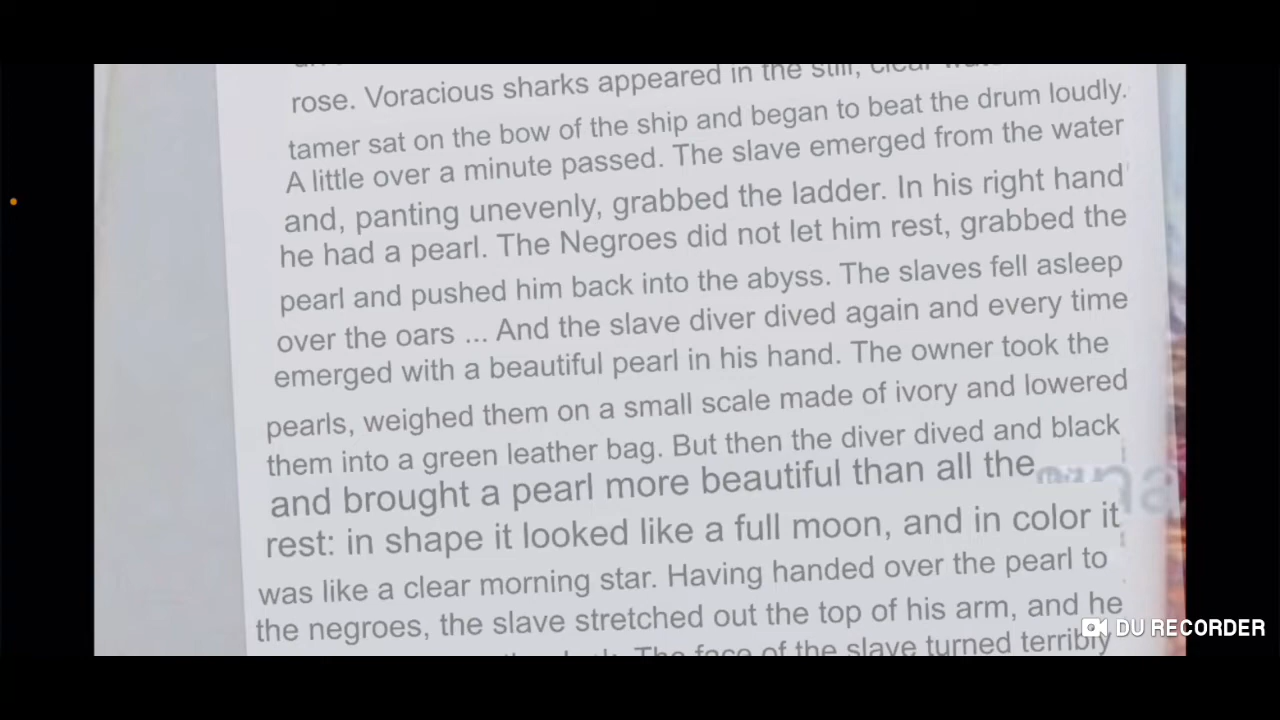 rose. Voracious sharks appeared in the still, clear
tamer sat on the bow of the ship and began to beat the drum loudly.
A little over a minute passed. The slave emerged from the water
and, panting unevenly, grabbed the ladder. In his right hand
he had a pearl. The Negroes did not let him rest, grabbed the
pearl and pushed him back into the abyss. The slaves fell asleep
over the oars ... And the slave diver dived again and every time
emerged with a beautiful pearl in his hand. The owner took the
pearls, weighed them on a small scale made of ivory and lowered
them into a green leather bag. But then the diver dived and black
and brought a pearl more beautiful than all the
rest: in shape it looked like a full moon, and in color it
was like a clear morning star. Having handed over the pearl to
the negroes, the slave stretched out the top of his arm, and he
The face of the slave turned terribly
DU RECORDER